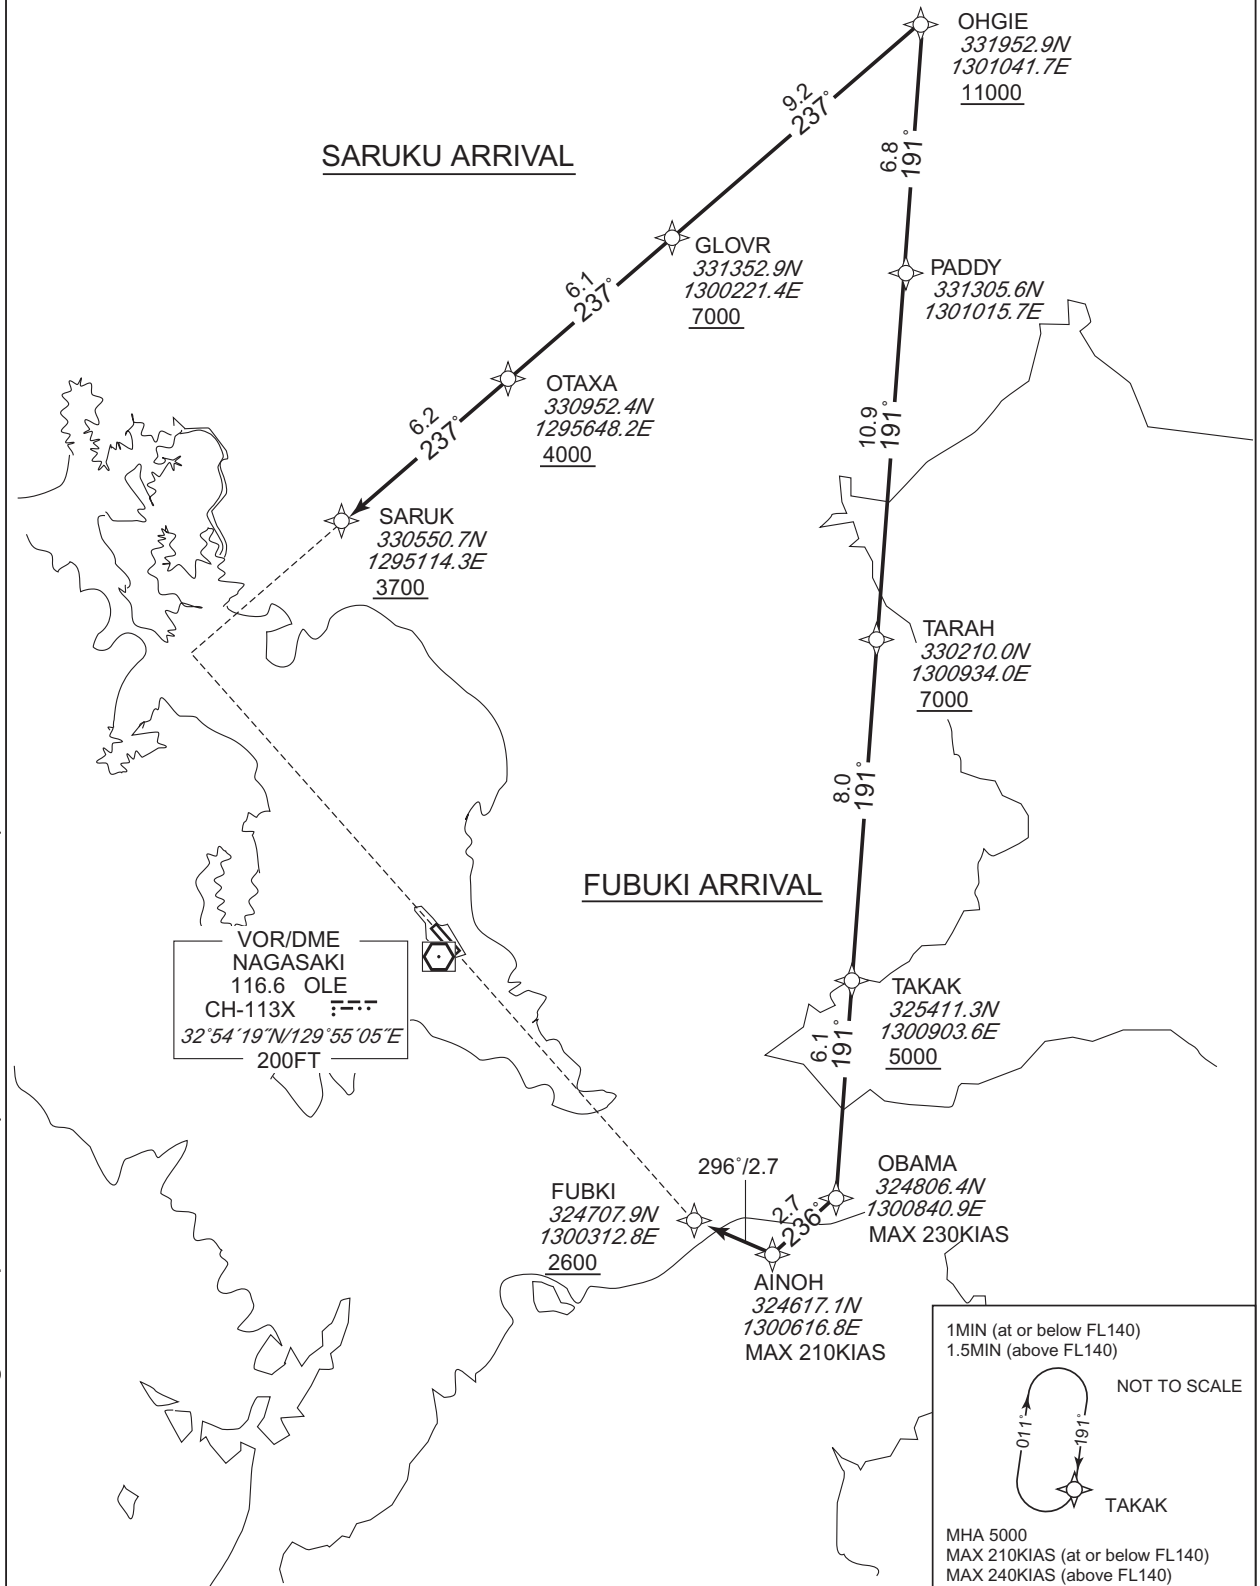 OHGIE
331952.9N
1301041.7E
11000
9.2
237°
SARUKU ARRIVAL
6.8
191°
GLOVR
331352.9N
1300221.4E
7000
PADDY
331305.6N
1301015.7E
6.1
237°
OTAXA
330952.4N
1295648.2E
4000
10.9
191°
6.2
237°
SARUK
330550.7N
1295114.3E
3700
TARAH
330210.0N
1300934.0E
7000
8.0
191°
FUBUKI ARRIVAL
VOR/DME
NAGASAKI
116.6 OLE
CH-113X
32°54′19″N/129°55′05″E
200FT
TAKAK
325411.3N
1300903.6E
5000
6.1
191°
296°/2.7
OBAMA
324806.4N
1300840.9E
MAX 230KIAS
2.7
236°
FUBKI
324707.9N
1300312.8E
2600
AINOH
324617.1N
1300616.8E
MAX 210KIAS
1MIN (at or below FL140)
1.5MIN (above FL140)
NOT TO SCALE
011°
191°
TAKAK
MHA 5000
MAX 210KIAS (at or below FL140)
MAX 240KIAS (above FL140)